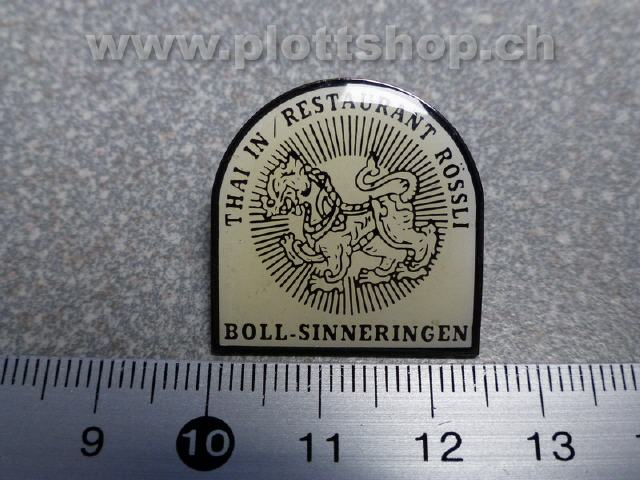 www.plottshop.ch
THAI IN / RESTAURANT RÖSSLI
BOLL-SINNERINGEN
9 10 11 12 13